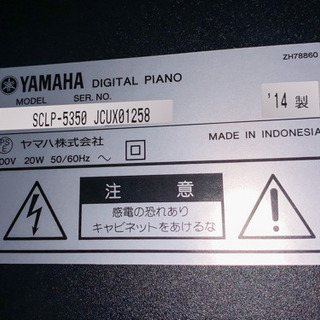 ZH78860
YAMAHA DIGITAL PIANO
MODEL SER. NO.
SCLP-5350 JCUX01258
'14 製
PS
E
ヤマハ株式会社
MADE IN INDONESIA
00V 20W 50/60Hz
注 意
感電の恐れあり
キャビネットをあけるな